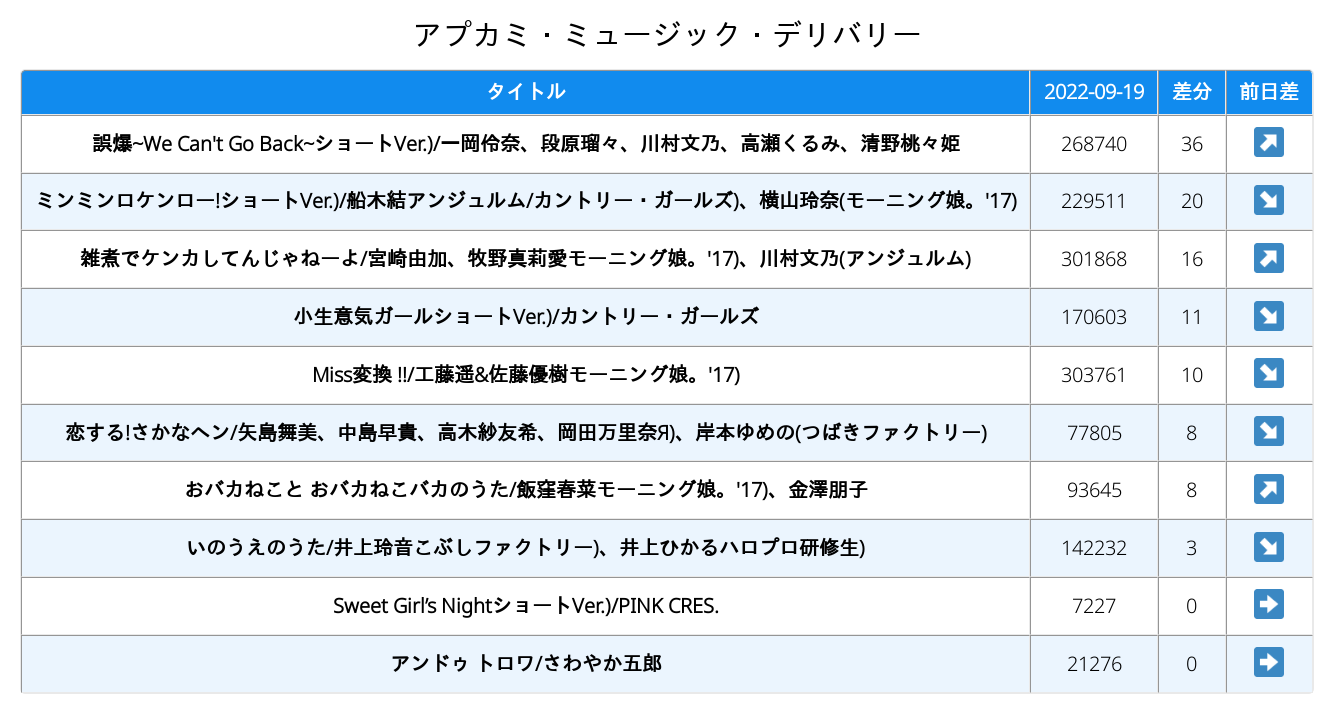 アプカミ・ミュージック・デリバリー
タイトル 2022-09-19 差分 前日差
誤爆~We Can't Go Back~ショートVer.)/一岡伶奈、段原瑠々、川村文乃、高瀬くるみ、清野桃々姫 268740 36 ↗
ミンミンロケンロー!ショートVer.)/船木結アンジュルム/カントリー・ガールズ)、横山玲奈(モーニング娘。'17) 229511 20 ↘
雑煮でケンカしてんじゃねーよ/宮崎由加、牧野真莉愛モーニング娘。'17)、川村文乃(アンジュルム) 301868 16 ↗
小生意気ガールショートVer.)/カントリー・ガールズ 170603 11 ↘
Miss変換 !!/工藤遥&佐藤優樹モーニング娘。'17) 303761 10 ↘
恋する!さかなヘン/矢島舞美、中島早貴、高木紗友希、岡田万里奈Я)、岸本ゆめの(つばきファクトリー) 77805 8 ↘
おバカねこと おバカねこバカのうた/飯窪春菜モーニング娘。'17)、金澤朋子 93645 8 ↗
いのうえのうた/井上玲音こぶしファクトリー)、井上ひかるハロプロ研修生) 142232 3 ↘
Sweet Girl’s NightショートVer.)/PINK CRES. 7227 0 ➡
アンドゥ トロワ/さわやか五郎 21276 0 ➡